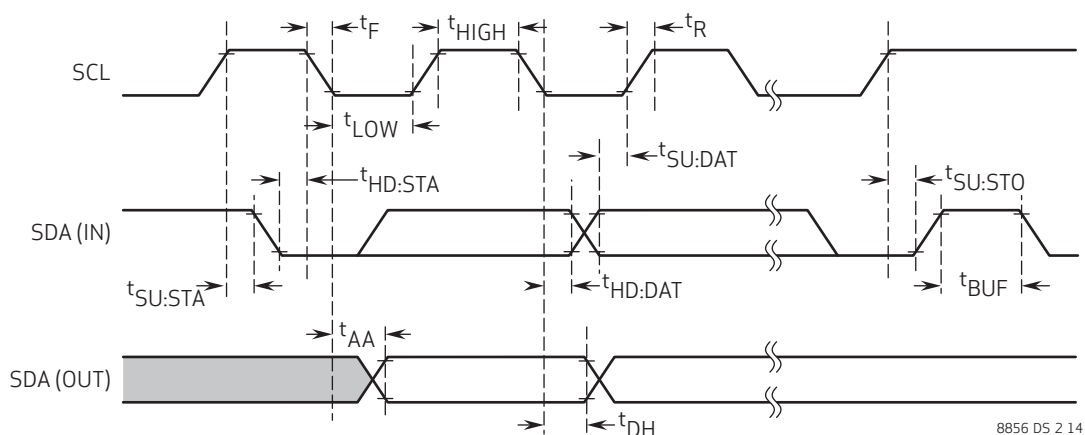 tF
tHIGH
tR
SCL
tLOW
tSU:DAT
tHD:STA
tSU:STO
SDA (IN)
tSU:STA
tHD:DAT
tBUF
tAA
SDA (OUT)
tDH
8856 DS 2 14